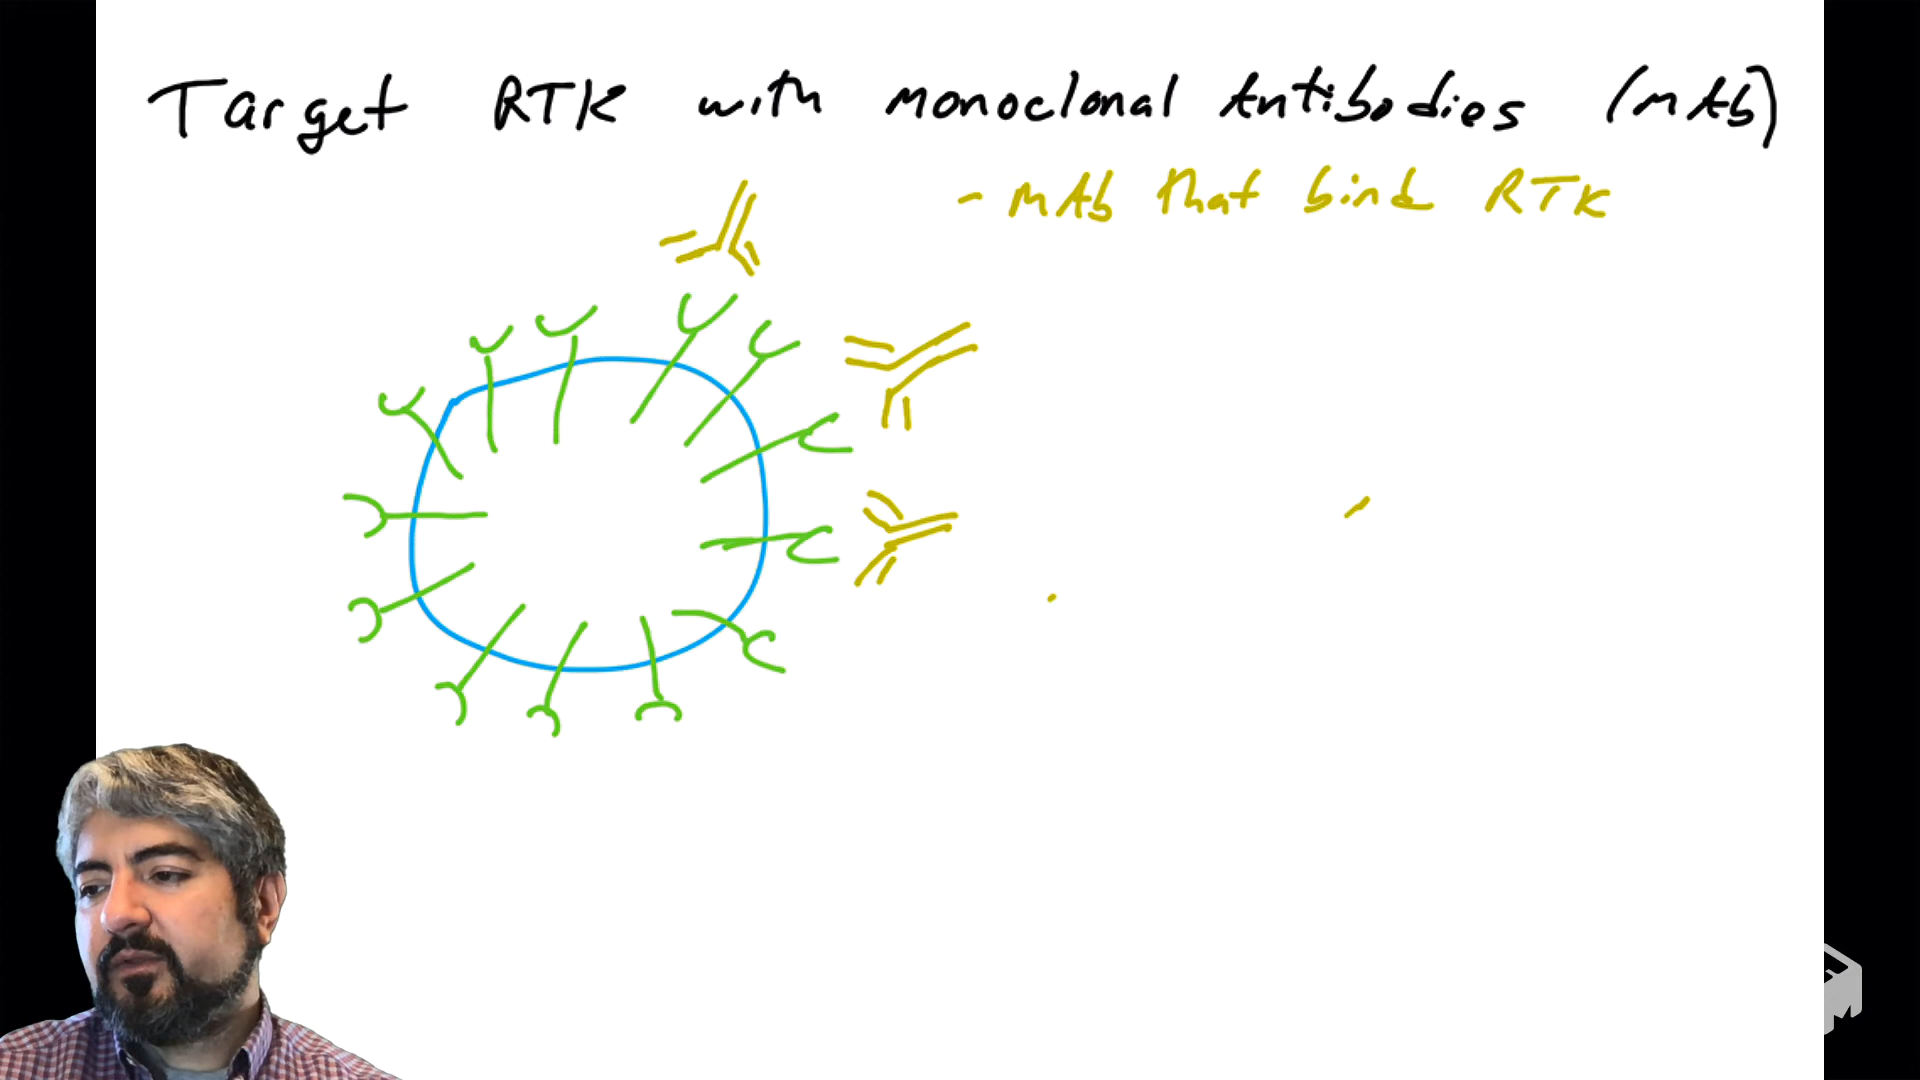 Target RTK with monoclonal Antibodies (mAb)
- mAb that bind RTK